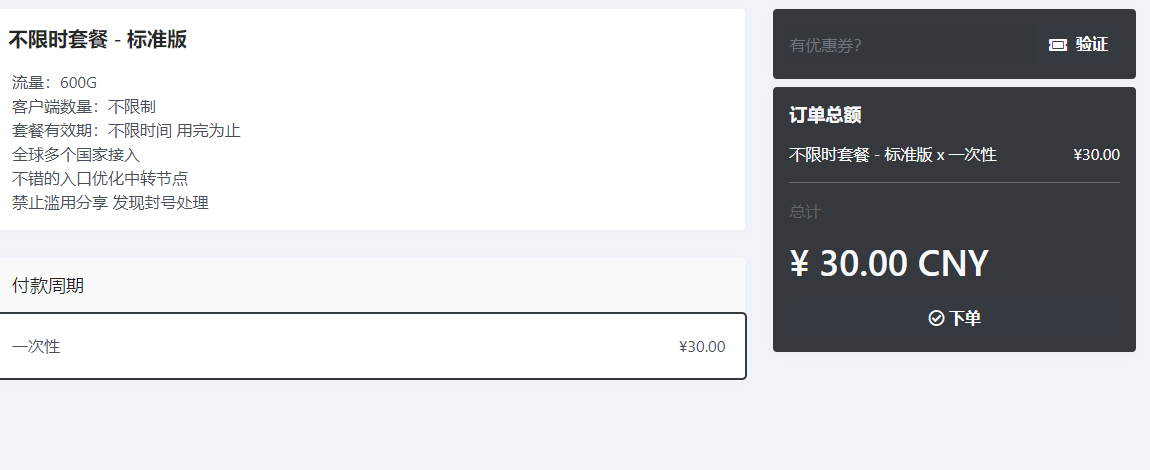 不限时套餐 - 标准版
流量：600G
客户端数量：不限制
套餐有效期：不限时间 用完为止
全球多个国家接入
不错的入口优化中转节点
禁止滥用分享 发现封号处理
付款周期
一次性 ¥30.00
有优惠券? 验证
订单总额
不限时套餐 - 标准版 x 一次性 ¥30.00
总计
¥ 30.00 CNY
下单